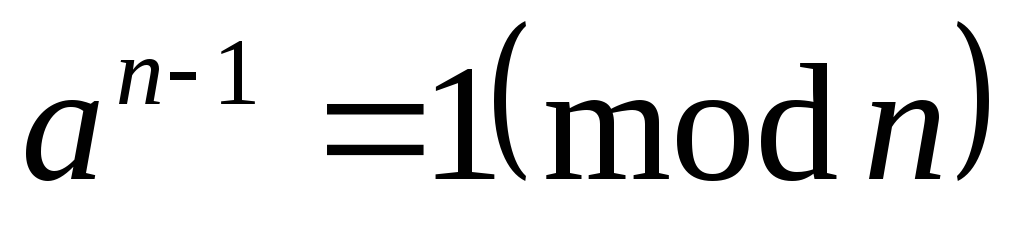 a^{n-1} = 1(mod n)